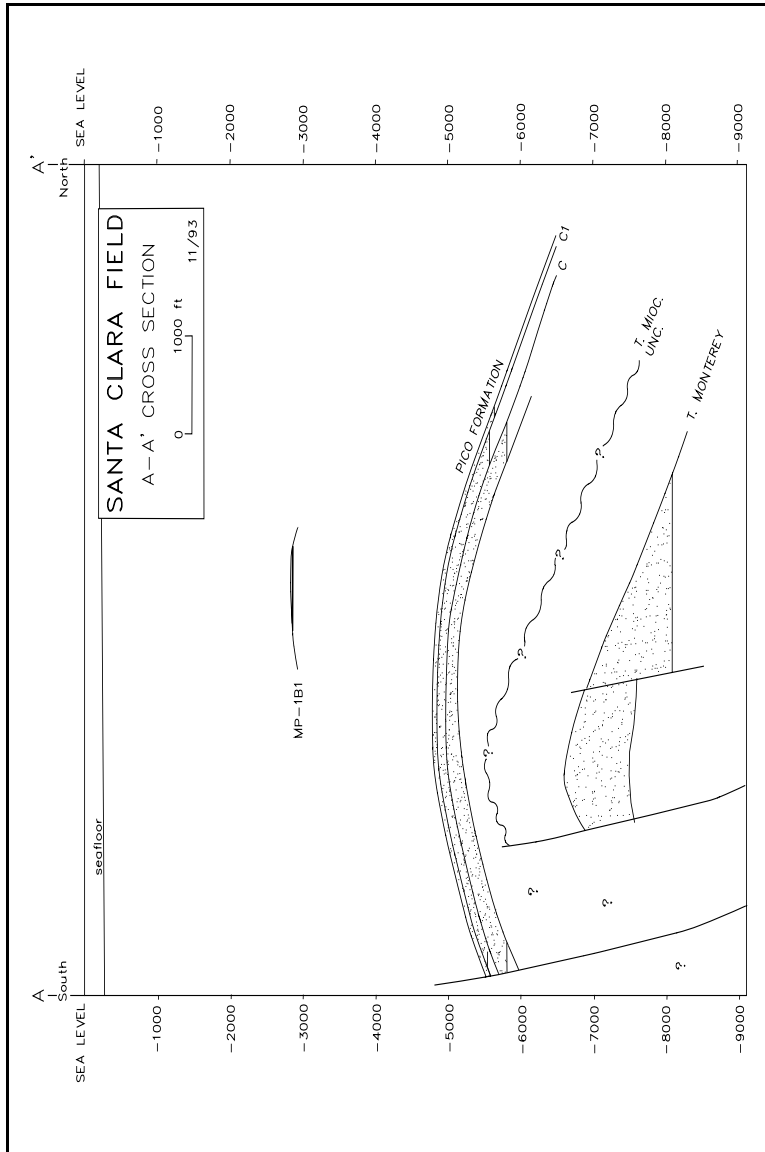 A
South
A'
North
SEA LEVEL
-1000
-2000
-3000
-4000
-5000
-6000
-7000
-8000
-9000
SEA LEVEL
-1000
-2000
-3000
-4000
-5000
-6000
-7000
-8000
-9000
seafloor
SANTA CLARA FIELD
A-A' CROSS SECTION
0 1000 ft
11/93
MP-1B1
PICO FORMATION
C1
C
T. MIOC.
UNC.
T. MONTEREY
?
?
?
?
?
?
?
?